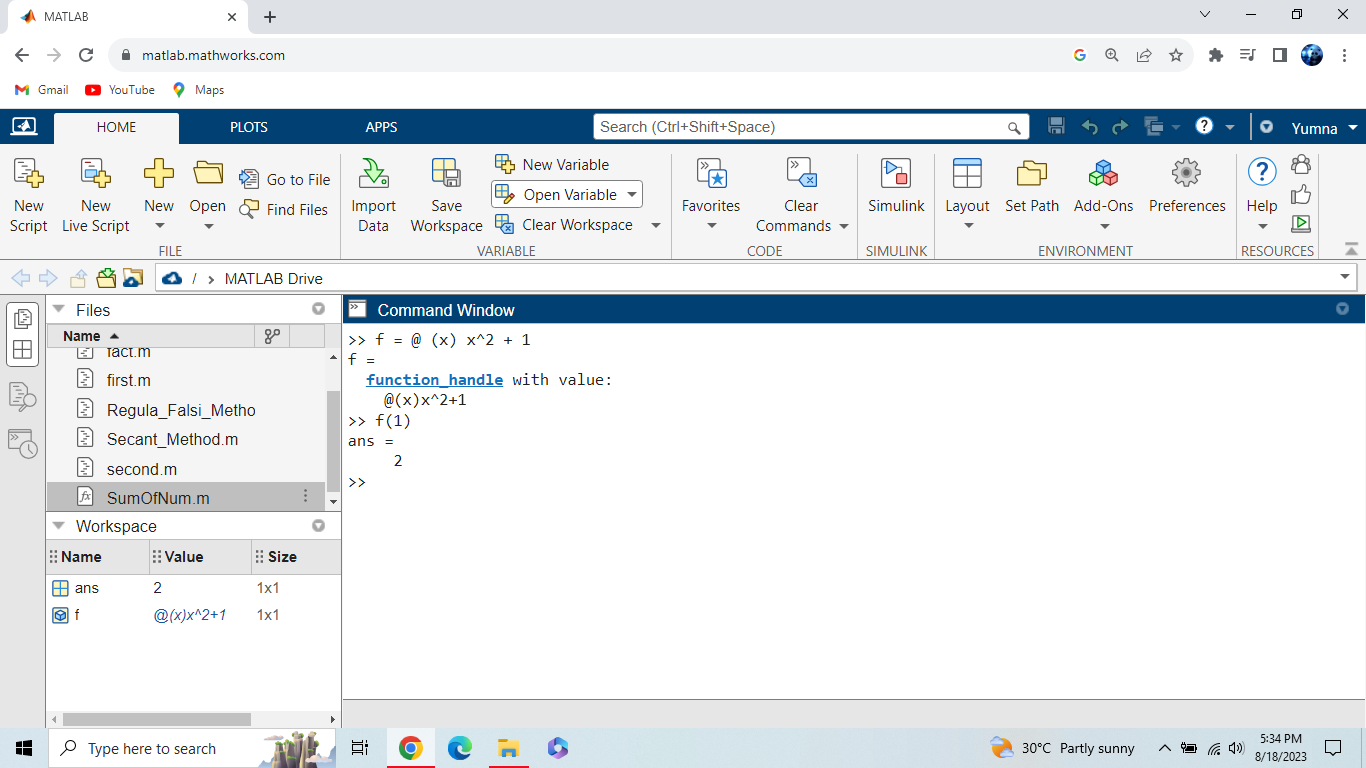 MATLAB
matlab.mathworks.com
Gmail YouTube Maps
HOME PLOTS APPS Search (Ctrl+Shift+Space) Yumna
New Script
New Live Script
New
Open
Go to File
Find Files
FILE
Import Data
Save Workspace
New Variable
Open Variable
Clear Workspace
VARIABLE
Favorites
Clear Commands
CODE
Simulink
SIMULINK
Layout
Set Path
Add-Ons
Preferences
ENVIRONMENT
Help
RESOURCES
/ > MATLAB Drive
Files
Name
fact.m
first.m
Regula_Falsi_Metho
Secant_Method.m
second.m
SumOfNum.m
Workspace
Name Value Size
ans 2 1x1
f @(x)x^2+1 1x1
Command Window
>> f = @ (x) x^2 + 1
f =
function_handle with value:
@(x)x^2+1
>> f(1)
ans =
2
>>
Type here to search
30°C Partly sunny
5:34 PM
8/18/2023